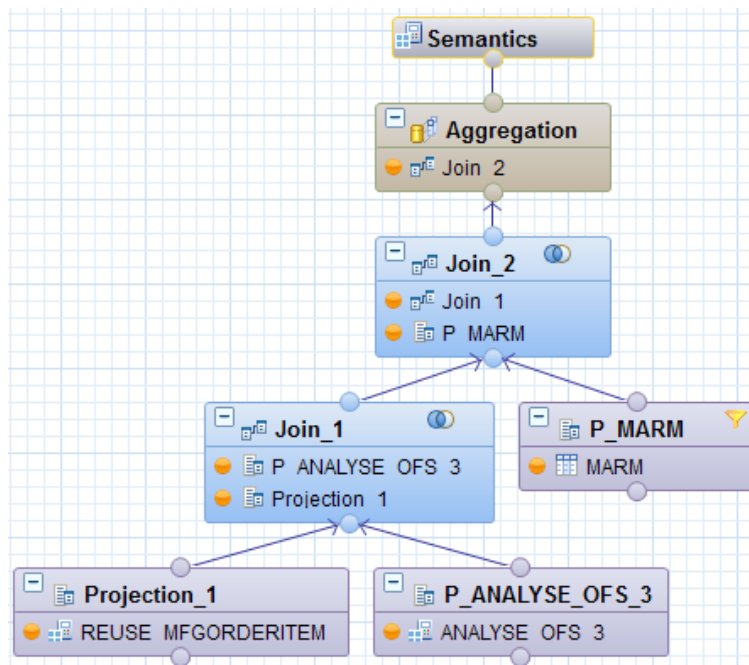 Semantics
Aggregation
Join 2
Join_2
Join 1
P MARM
Join_1
P ANALYSE OFS 3
Projection 1
P_MARM
MARM
Projection_1
REUSE MFGORDERITEM
P_ANALYSE_OFS_3
ANALYSE OFS 3